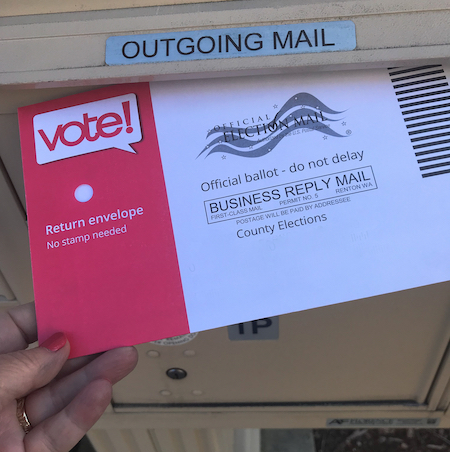 OUTGOING MAIL
vote!
Return envelope
No stamp needed
OFFICIAL
ELECTION MAIL
Official ballot - do not delay
BUSINESS REPLY MAIL
FIRST-CLASS MAIL PERMIT NO. 5 RENTON WA
POSTAGE WILL BE PAID BY ADDRESSEE
County Elections
1P